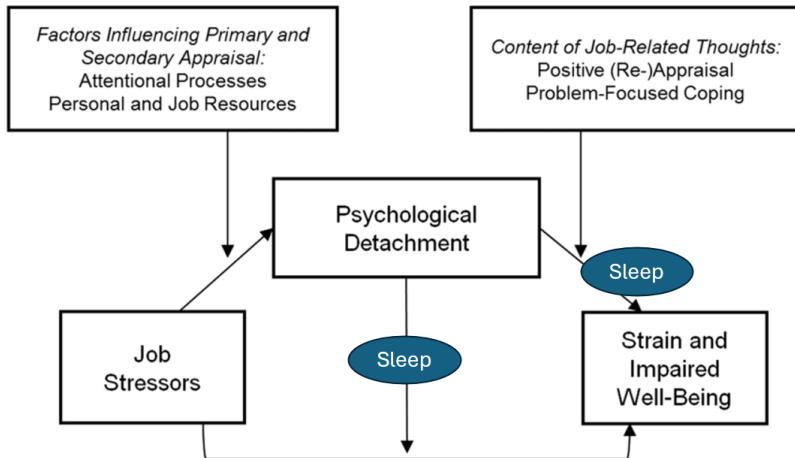 Factors Influencing Primary and
Secondary Appraisal:
Attentional Processes
Personal and Job Resources
Content of Job-Related Thoughts:
Positive (Re-)Appraisal
Problem-Focused Coping
Psychological
Detachment
Sleep
Job
Stressors
Sleep
Strain and
Impaired
Well-Being